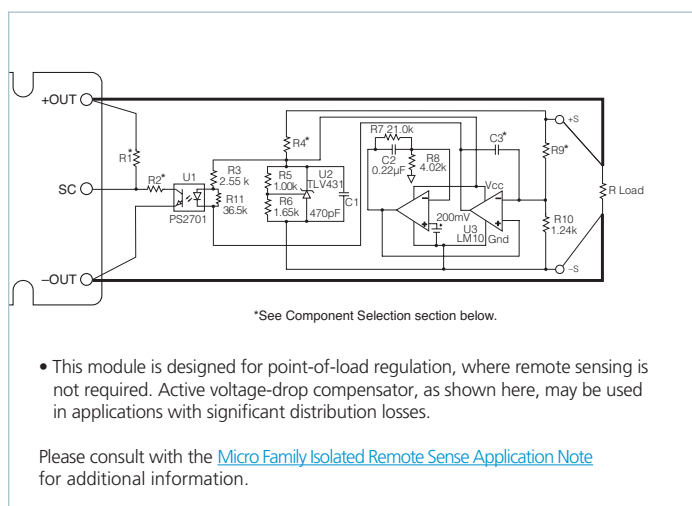 +OUT
SC
–OUT
R1*
R2*
U1
PS2701
R3
2.55 k
R11
36.5k
R4*
R5
1.00k
R6
1.65k
U2
TLV431
470pF
C1
R7 21.0k
C2
0.22µF
R8
4.02k
200mV
Vcc
U3
LM10 Gnd
C3*
R9*
R10
1.24k
+S
–S
R Load
*See Component Selection section below.
• This module is designed for point-of-load regulation, where remote sensing is
not required. Active voltage-drop compensator, as shown here, may be used
in applications with significant distribution losses.
Please consult with the Micro Family Isolated Remote Sense Application Note
for additional information.